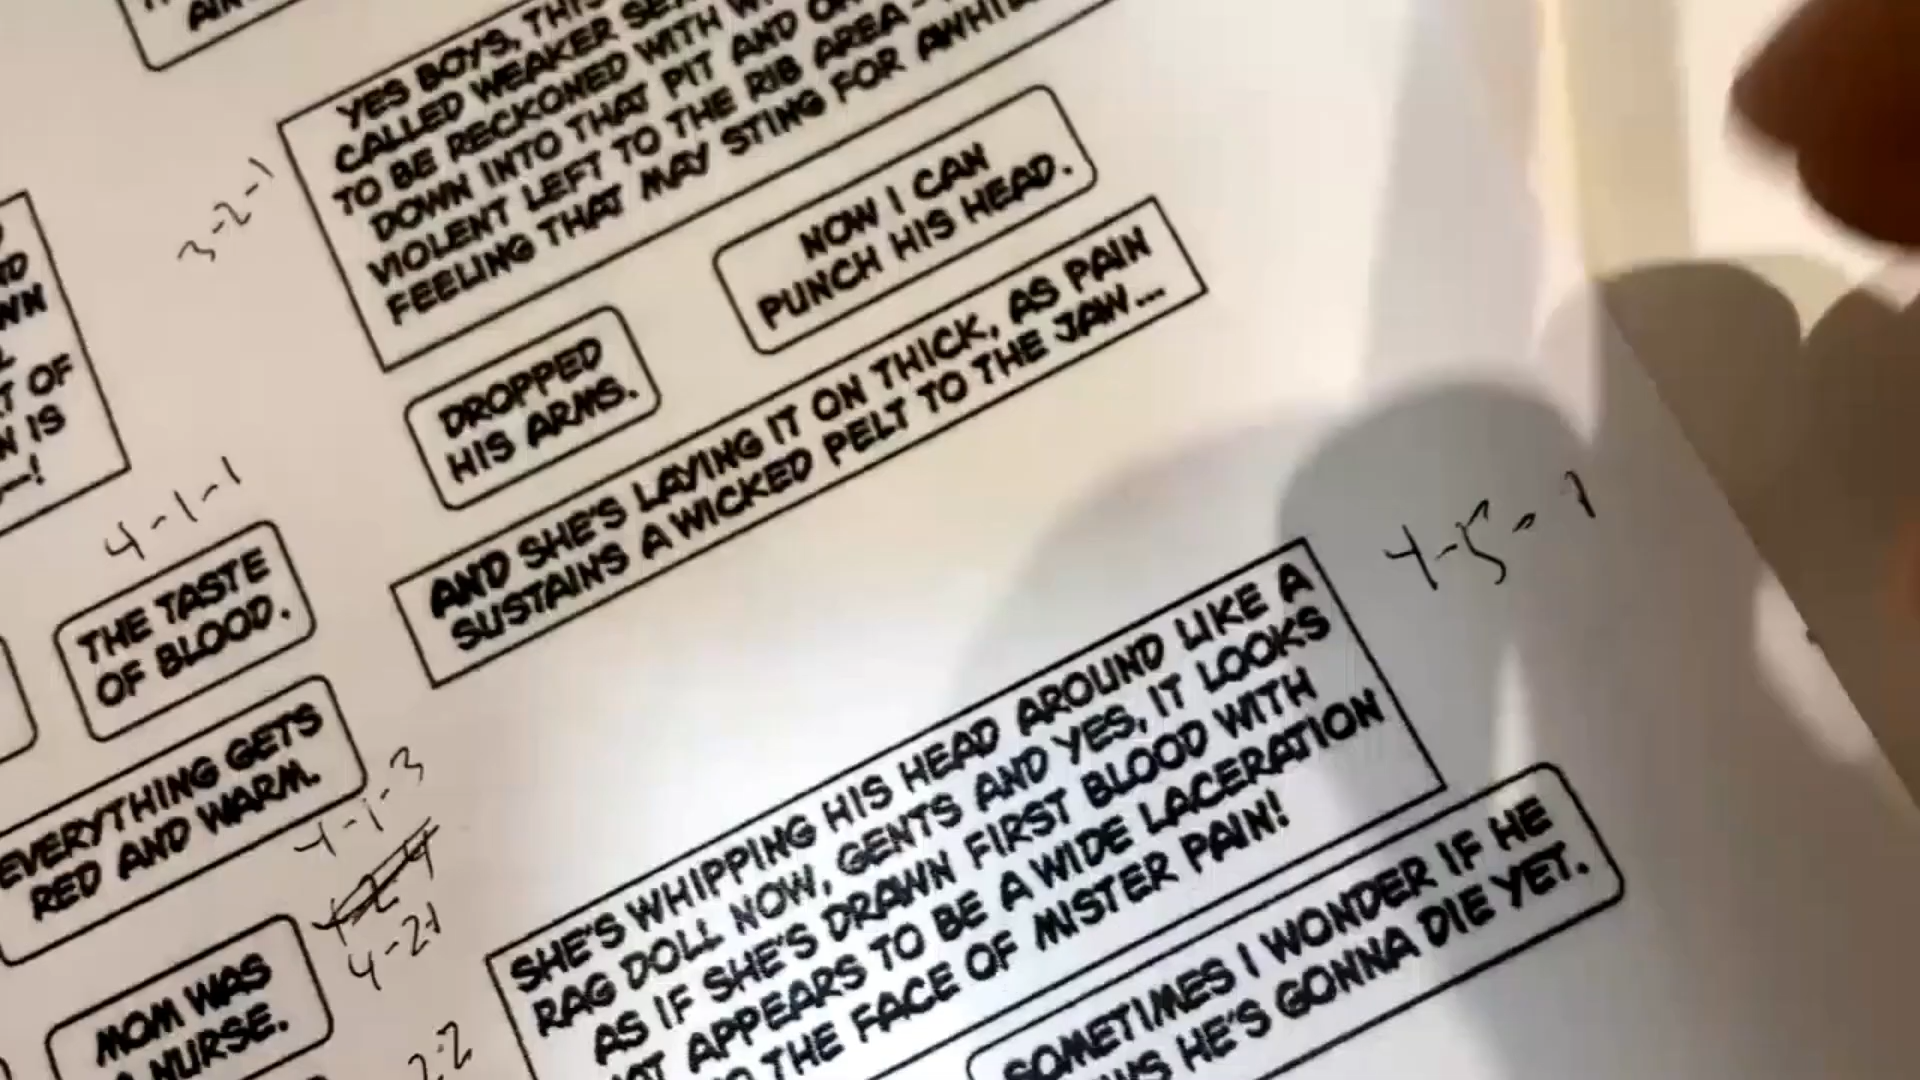 YES BOYS, THIS
CALLED WEAKER
TO BE RECKONED WITH
DOWN INTO THAT PIT AND
VIOLENT LEFT TO THE RIB AREA-
FEELING THAT MAY STING FOR AWHILE
3-2-1
NOW I CAN
PUNCH HIS HEAD.
DROPPED
HIS ARMS.
AND SHE'S LAYING IT ON THICK, AS PAIN
SUSTAINS A WICKED PELT TO THE JAW...
OF
IS
4-1-1
THE TASTE
OF BLOOD.
EVERYTHING GETS
RED AND WARM.
4-1-3
4-2-1
MOM WAS
NURSE.
2-2
4-5-1
SHE'S WHIPPING HIS HEAD AROUND LIKE A
RAG DOLL NOW, GENTS AND YES, IT LOOKS
AS IF SHE'S DRAWN FIRST BLOOD WITH
APPEARS TO BE A WIDE LACERATION
THE FACE OF MISTER PAIN!
SOMETIMES I WONDER IF HE
HE'S GONNA DIE YET.